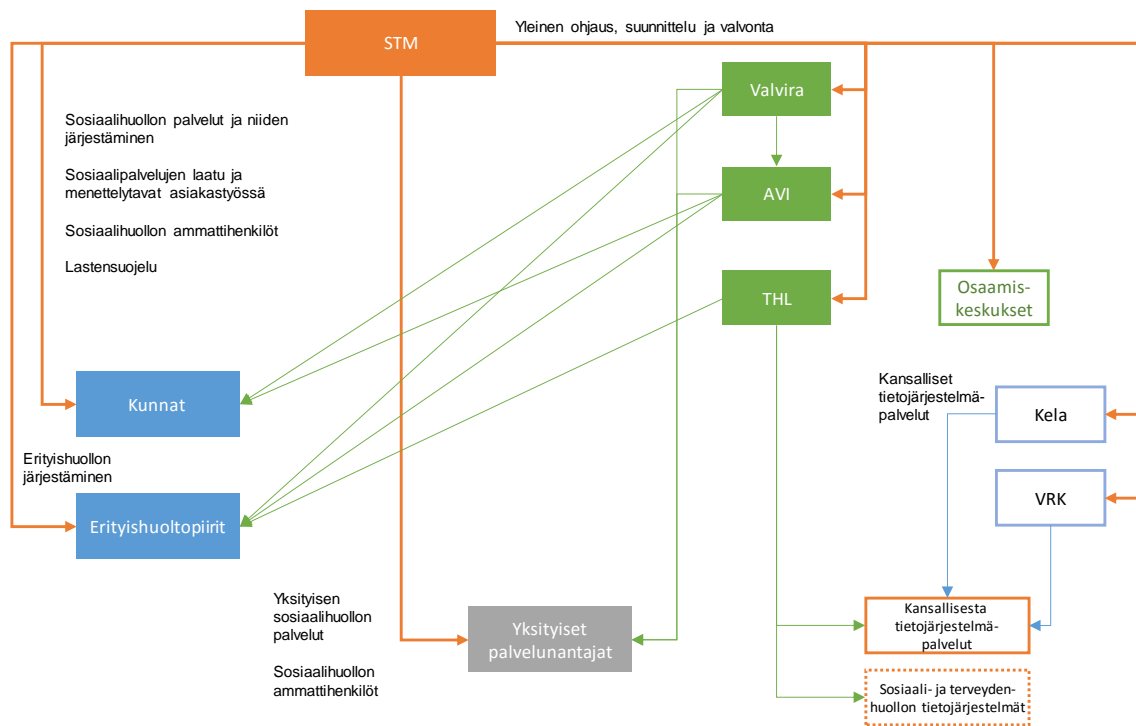 STM
Yleinen ohjaus, suunnittelu ja valvonta
Valvira
Sosiaalihuollon palvelut ja niiden
järjestäminen
Sosiaalipalvelujen laatu ja
menettelytavat asiakastyössä
AVI
Sosiaalihuollon ammattihenkilöt
Lastensuojelu
THL
Osaamis-
keskukset
Kunnat
Kansalliset
tietojärjestelmä-
palvelut
Kela
Erityishuollon
järjestäminen
VRK
Erityishuoltopiirit
Yksityisen
sosiaalihuollon
palvelut
Sosiaalihuollon
ammattihenkilöt
Yksityiset
palvelunantajat
Kansallisesta
tietojärjestelmä-
palvelut
Sosiaali- ja terveyden-
huollon tietojärjestelmät